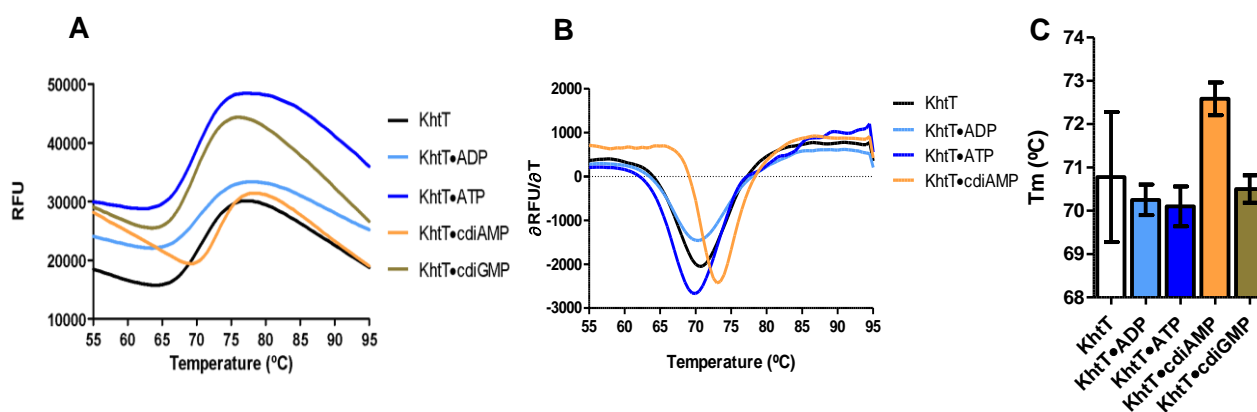 A
50000
40000
30000
20000
10000
RFU
55 60 65 70 75 80 85 90 95
Temperature (ºC)
KhtT
KhtT•ADP
KhtT•ATP
KhtT•cdiAMP
KhtT•cdiGMP
B
2000
1000
0
-1000
-2000
-3000
∂RFU/∂T
55 60 65 70 75 80 85 90 95
Temperature (ºC)
KhtT
KhtT•ADP
KhtT•ATP
KhtT•cdiAMP
C
74
73
72
71
70
69
68
Tm (ºC)
KhtT
KhtT•ADP
KhtT•ATP
KhtT•cdiAMP
KhtT•cdiGMP